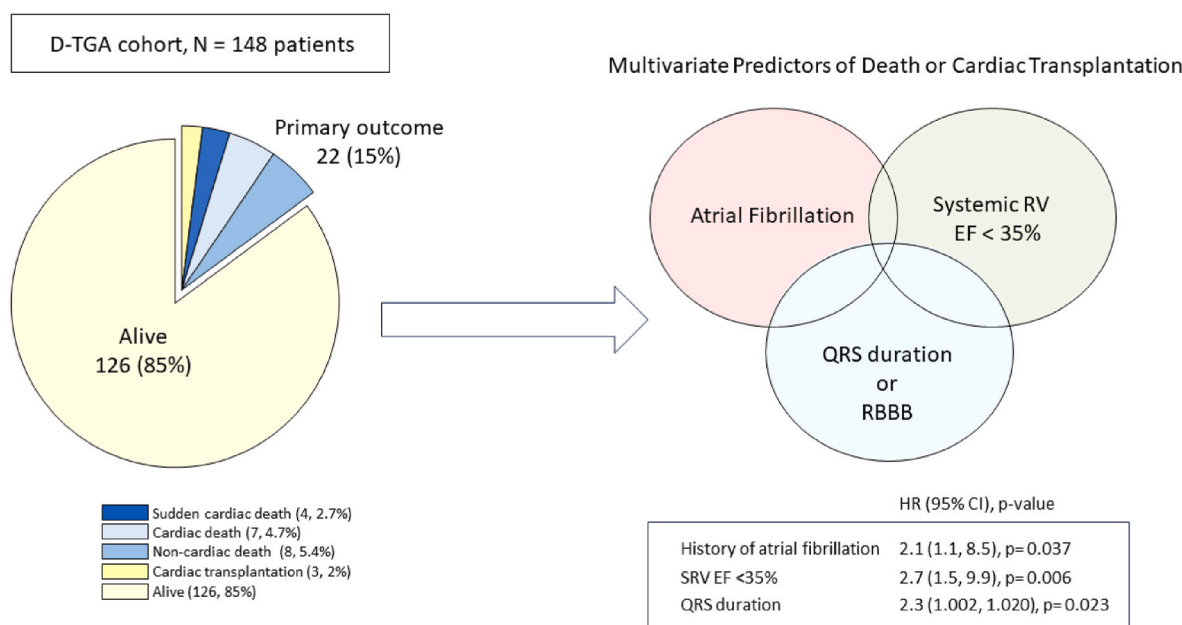 D-TGA cohort, N = 148 patients
Primary outcome
22 (15%)
Alive
126 (85%)
Sudden cardiac death (4, 2.7%)
Cardiac death (7, 4.7%)
Non-cardiac death (8, 5.4%)
Cardiac transplantation (3, 2%)
Alive (126, 85%)
Multivariate Predictors of Death or Cardiac Transplantation
Atrial Fibrillation
Systemic RV
EF < 35%
QRS duration
or
RBBB
HR (95% CI), p-value
History of atrial fibrillation 2.1 (1.1, 8.5), p= 0.037
SRV EF <35% 2.7 (1.5, 9.9), p= 0.006
QRS duration 2.3 (1.002, 1.020), p= 0.023